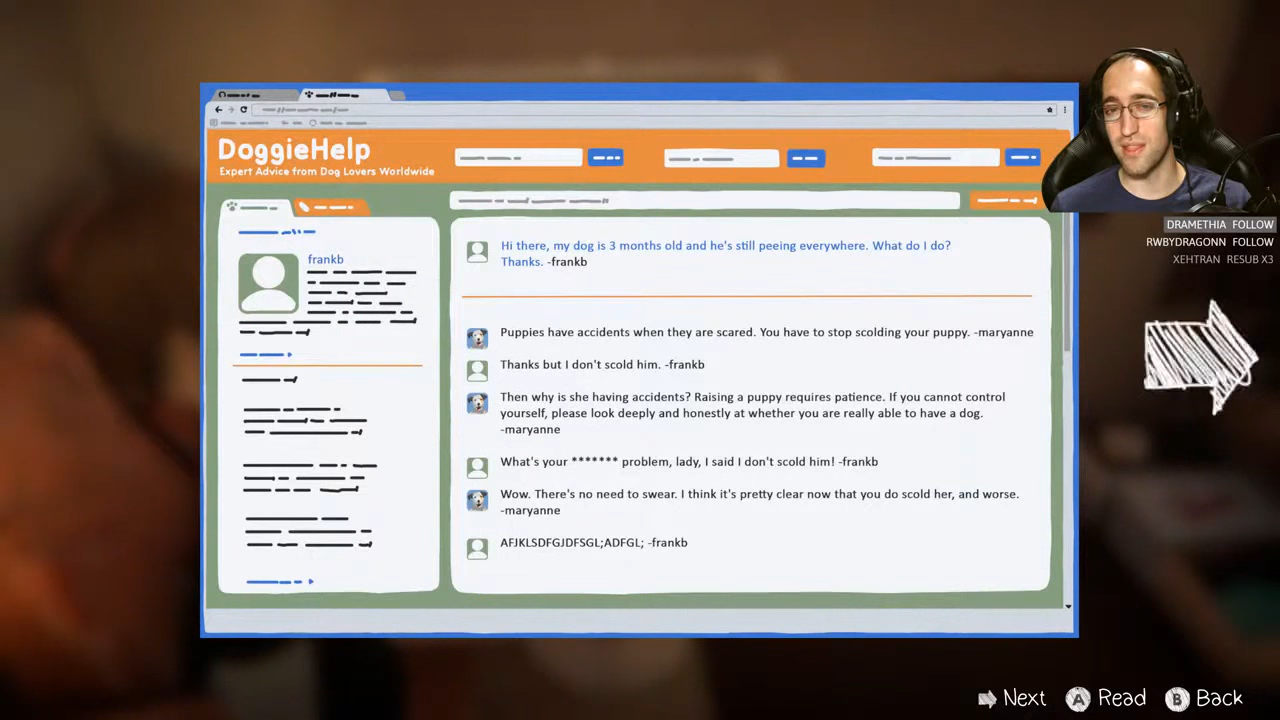 DoggieHelp
Expert Advice from Dog Lovers Worldwide
DRAMETHIA FOLLOW
RWBYDRAGONN FOLLOW
XEHTRAN RESUB X3
frankb
Hi there, my dog is 3 months old and he's still peeing everywhere. What do I do?
Thanks. -frankb
Puppies have accidents when they are scared. You have to stop scolding your puppy. -maryanne
Thanks but I don't scold him. -frankb
Then why is she having accidents? Raising a puppy requires patience. If you cannot control
yourself, please look deeply and honestly at whether you are really able to have a dog.
-maryanne
What's your ******* problem, lady, I said I don't scold him! -frankb
Wow. There's no need to swear. I think it's pretty clear now that you do scold her, and worse.
-maryanne
AFJKLSDFGJDFSGL;ADFGL; -frankb
Next A Read B Back